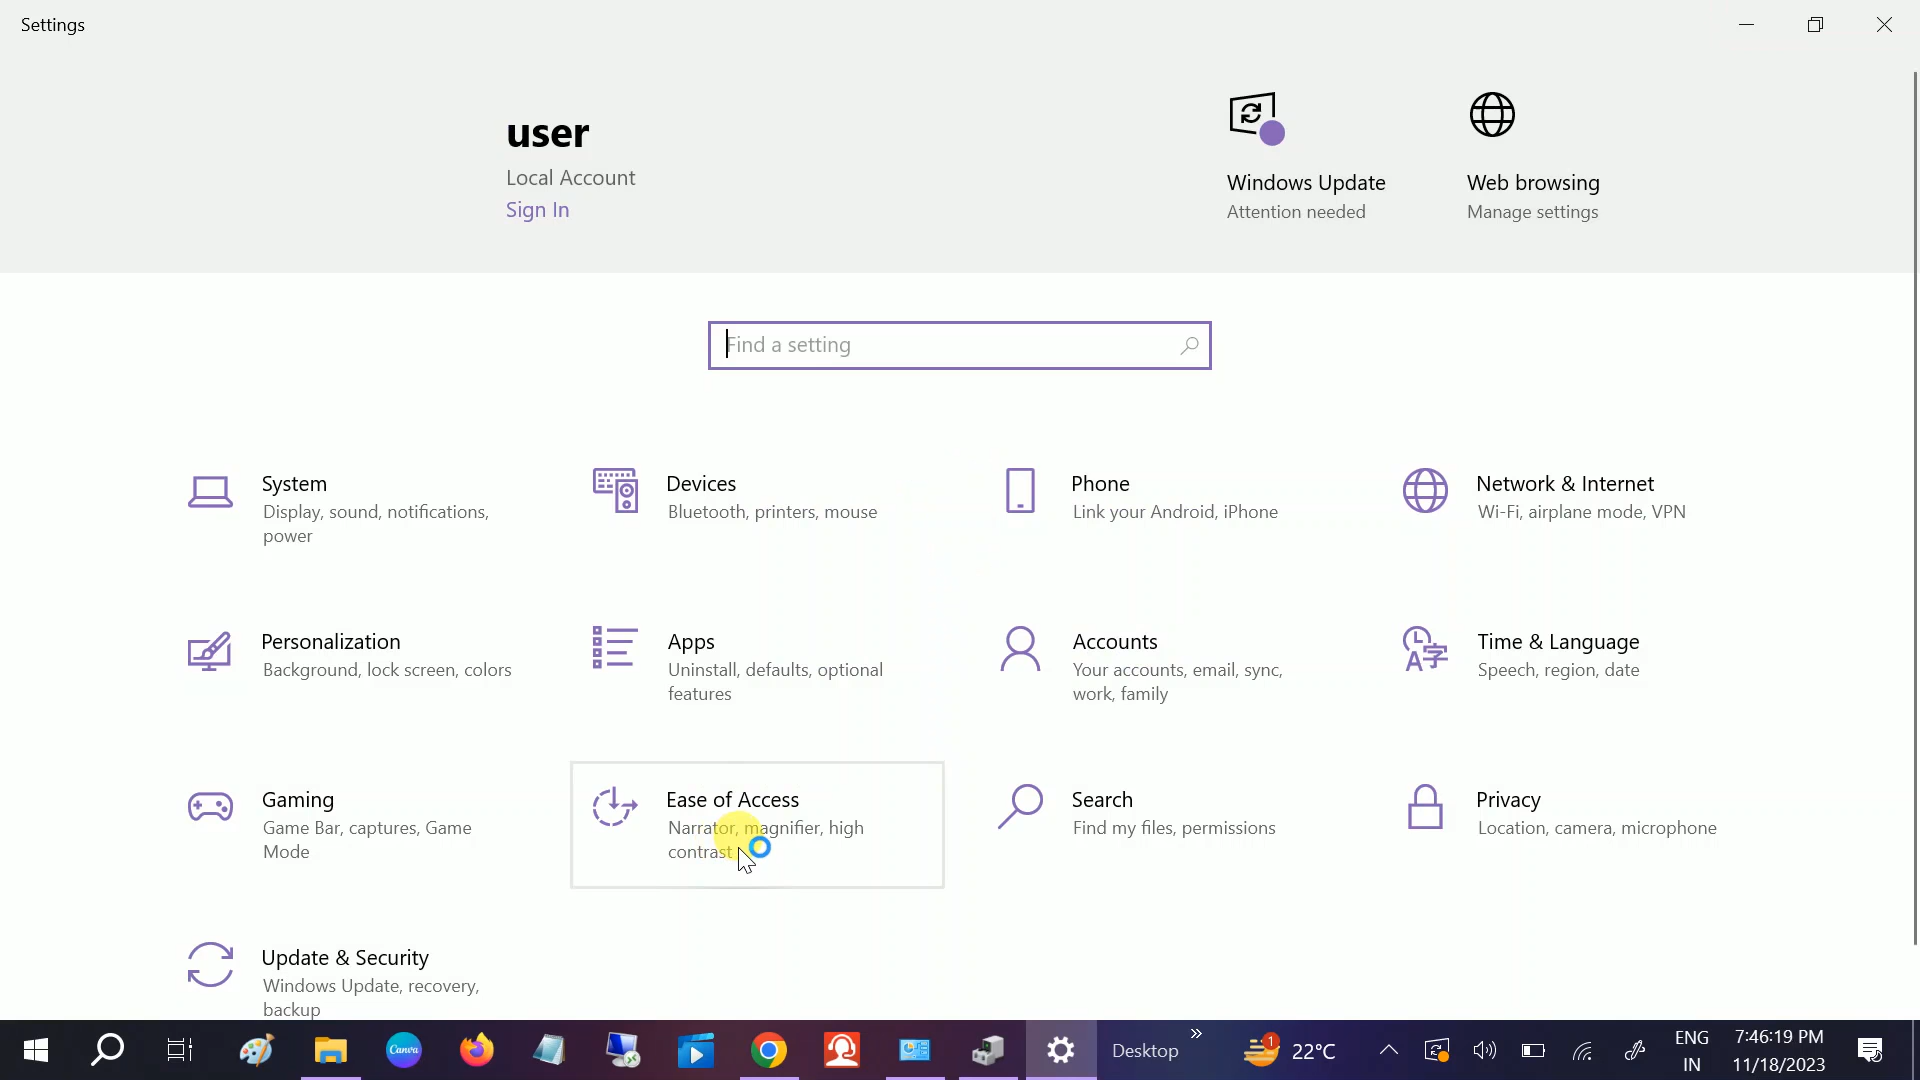 Settings
user
Local Account
Sign In
Windows Update
Attention needed
Web browsing
Manage settings
Find a setting
System
Display, sound, notifications,
power
Devices
Bluetooth, printers, mouse
Phone
Link your Android, iPhone
Network & Internet
Wi-Fi, airplane mode, VPN
Personalization
Background, lock screen, colors
Apps
Uninstall, defaults, optional
features
Accounts
Your accounts, email, sync,
work, family
Time & Language
Speech, region, date
Gaming
Game Bar, captures, Game
Mode
Ease of Access
Narrator, magnifier, high
contrast
Search
Find my files, permissions
Privacy
Location, camera, microphone
Update & Security
Windows Update, recovery,
backup
Canva
Desktop
1
22°C
ENG
IN
7:46:19 PM
11/18/2023